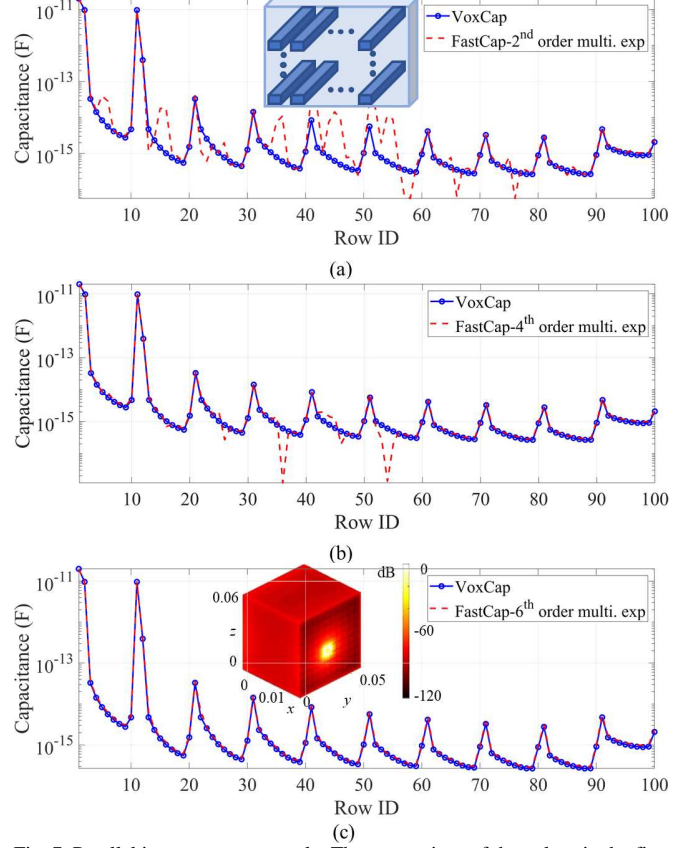 VoxCap
FastCap-2nd order multi. exp
10-11
10-13
10-15
Capacitance (F)
10 20 30 40 50 60 70 80 90 100
Row ID
(a)
VoxCap
FastCap-4th order multi. exp
10-11
10-13
10-15
Capacitance (F)
10 20 30 40 50 60 70 80 90 100
Row ID
(b)
VoxCap
FastCap-6th order multi. exp
dB
0
-60
-120
0.06
z
0
0
0.01
x
0
y
0.05
10-11
10-13
10-15
Capacitance (F)
10 20 30 40 50 60 70 80 90 100
Row ID
(c)